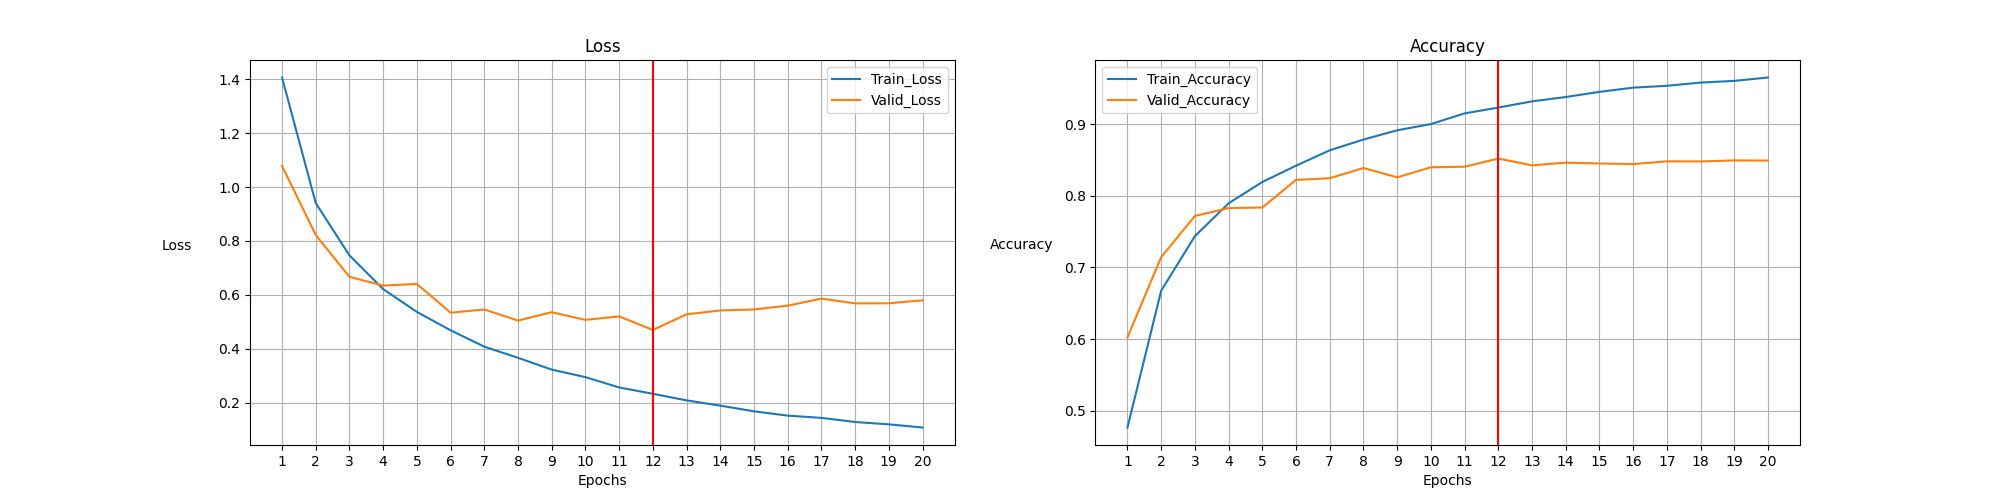 Loss
Train_Loss
Valid_Loss
1.4
1.2
1.0
0.8
0.6
0.4
0.2
Loss
1 2 3 4 5 6 7 8 9 10 11 12 13 14 15 16 17 18 19 20
Epochs
Accuracy
Train_Accuracy
Valid_Accuracy
0.9
0.8
0.7
0.6
0.5
Accuracy
1 2 3 4 5 6 7 8 9 10 11 12 13 14 15 16 17 18 19 20
Epochs